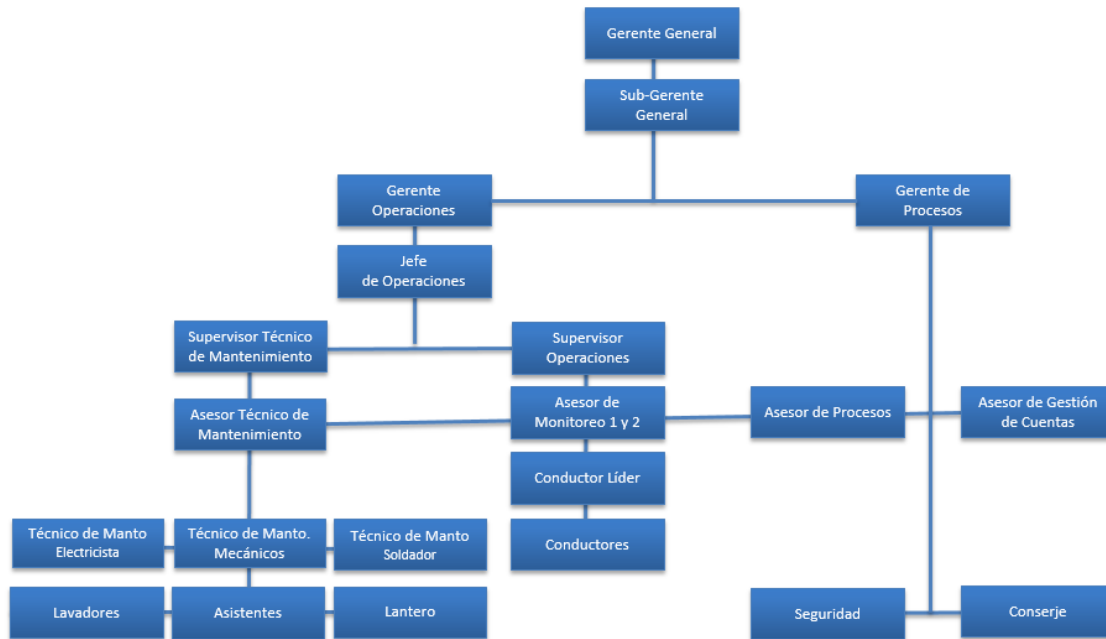 Gerente General
Sub-Gerente
General
Gerente
Operaciones
Gerente de
Procesos
Jefe
de Operaciones
Supervisor Técnico
de Mantenimiento
Supervisor
Operaciones
Asesor Técnico de
Mantenimiento
Asesor de
Monitoreo 1 y 2
Asesor de Procesos
Asesor de Gestión
de Cuentas
Conductor Líder
Técnico de Manto
Electricista
Técnico de Manto.
Mecánicos
Técnico de Manto
Soldador
Conductores
Lavadores
Asistentes
Lantero
Seguridad
Conserje